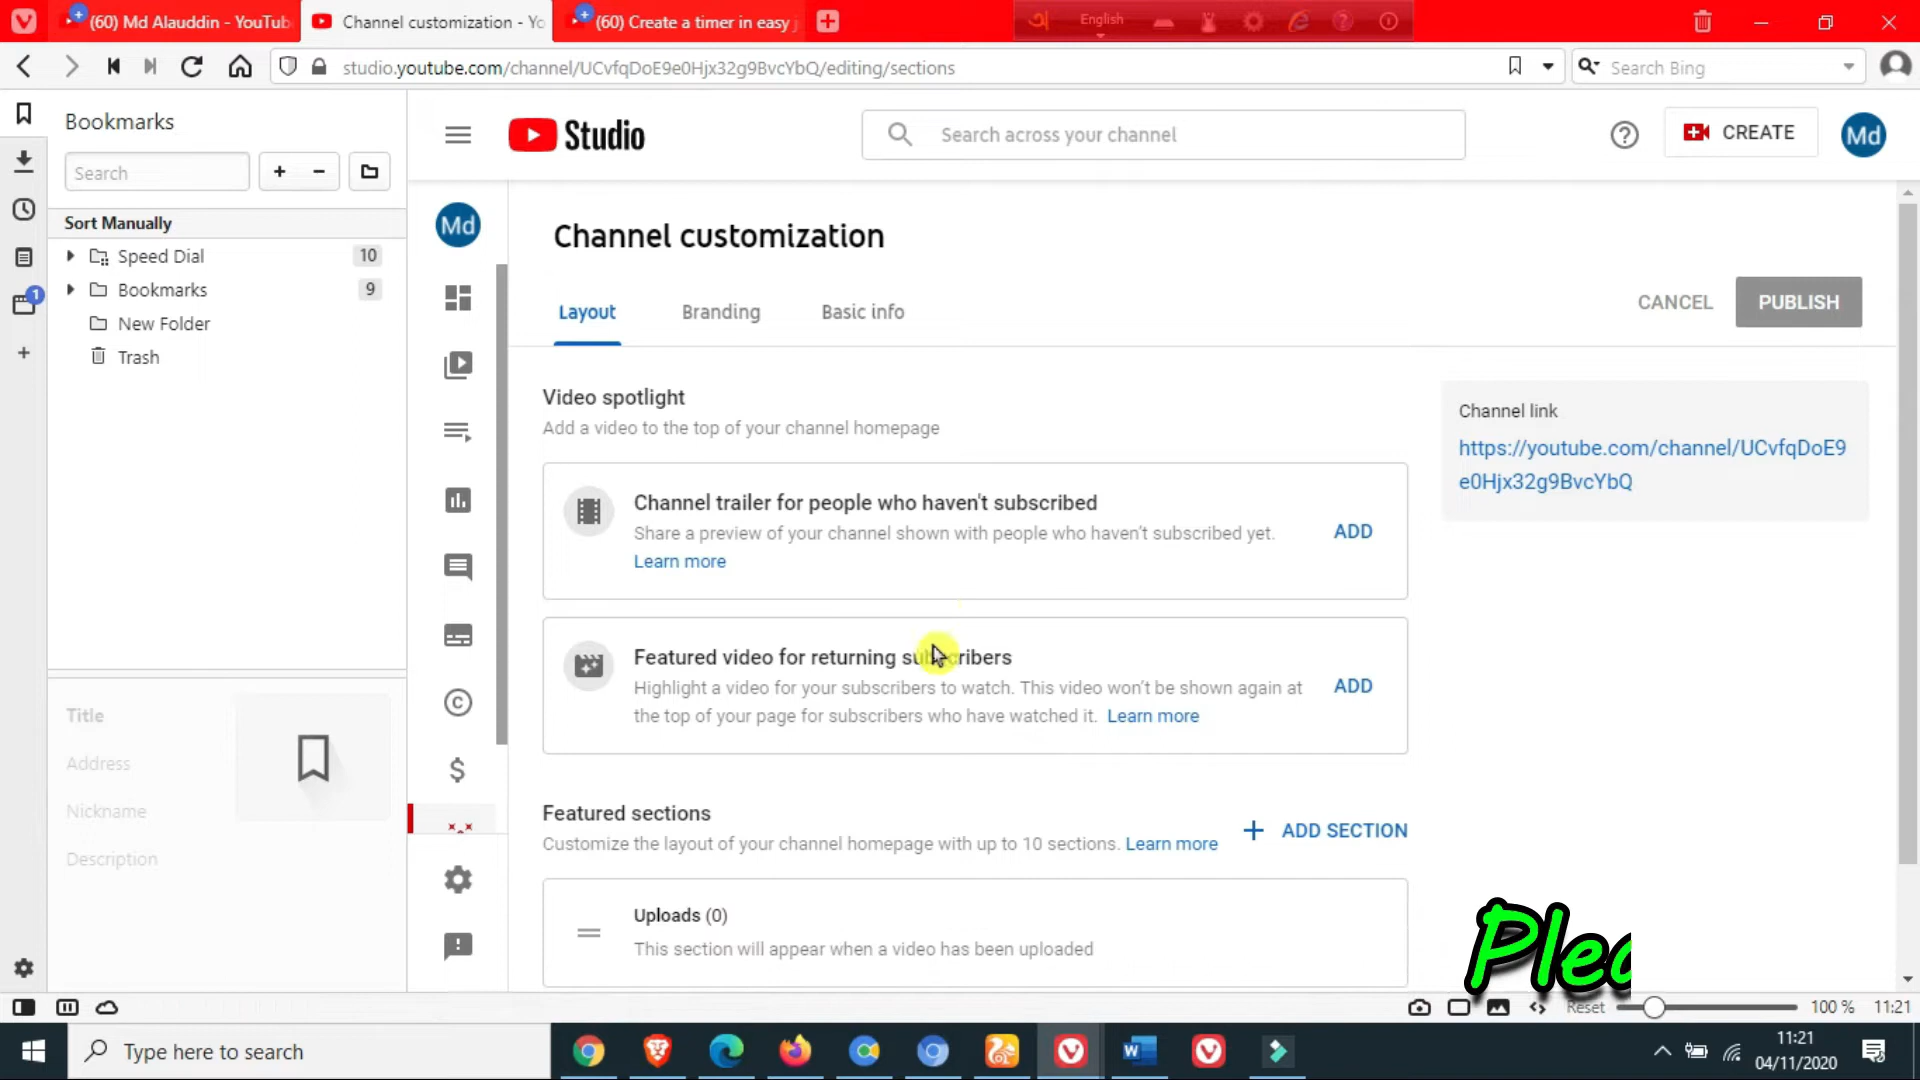 (60) Md Alauddin - YouTub
Channel customization - Yo
(60) Create a timer in easy
English
studio.youtube.com/channel/UCvfqDoE9e0Hjx32g9BvcYbQ/editing/sections
Search Bing
Bookmarks
Search
Sort Manually
Speed Dial 10
Bookmarks 9
New Folder
Trash
Title
Address
Nickname
Description
Studio
Search across your channel
CREATE
Md
Md
Channel customization
Layout
Branding
Basic info
CANCEL
PUBLISH
Video spotlight
Add a video to the top of your channel homepage
Channel trailer for people who haven't subscribed
Share a preview of your channel shown with people who haven't subscribed yet.
Learn more
ADD
Featured video for returning subscribers
Highlight a video for your subscribers to watch. This video won't be shown again at
the top of your page for subscribers who have watched it. Learn more
ADD
Featured sections
Customize the layout of your channel homepage with up to 10 sections. Learn more
ADD SECTION
Uploads (0)
This section will appear when a video has been uploaded
Channel link
https://youtube.com/channel/UCvfqDoE9
e0Hjx32g9BvcYbQ
Plea
Reset
100 %
11:21
Type here to search
11:21
04/11/2020